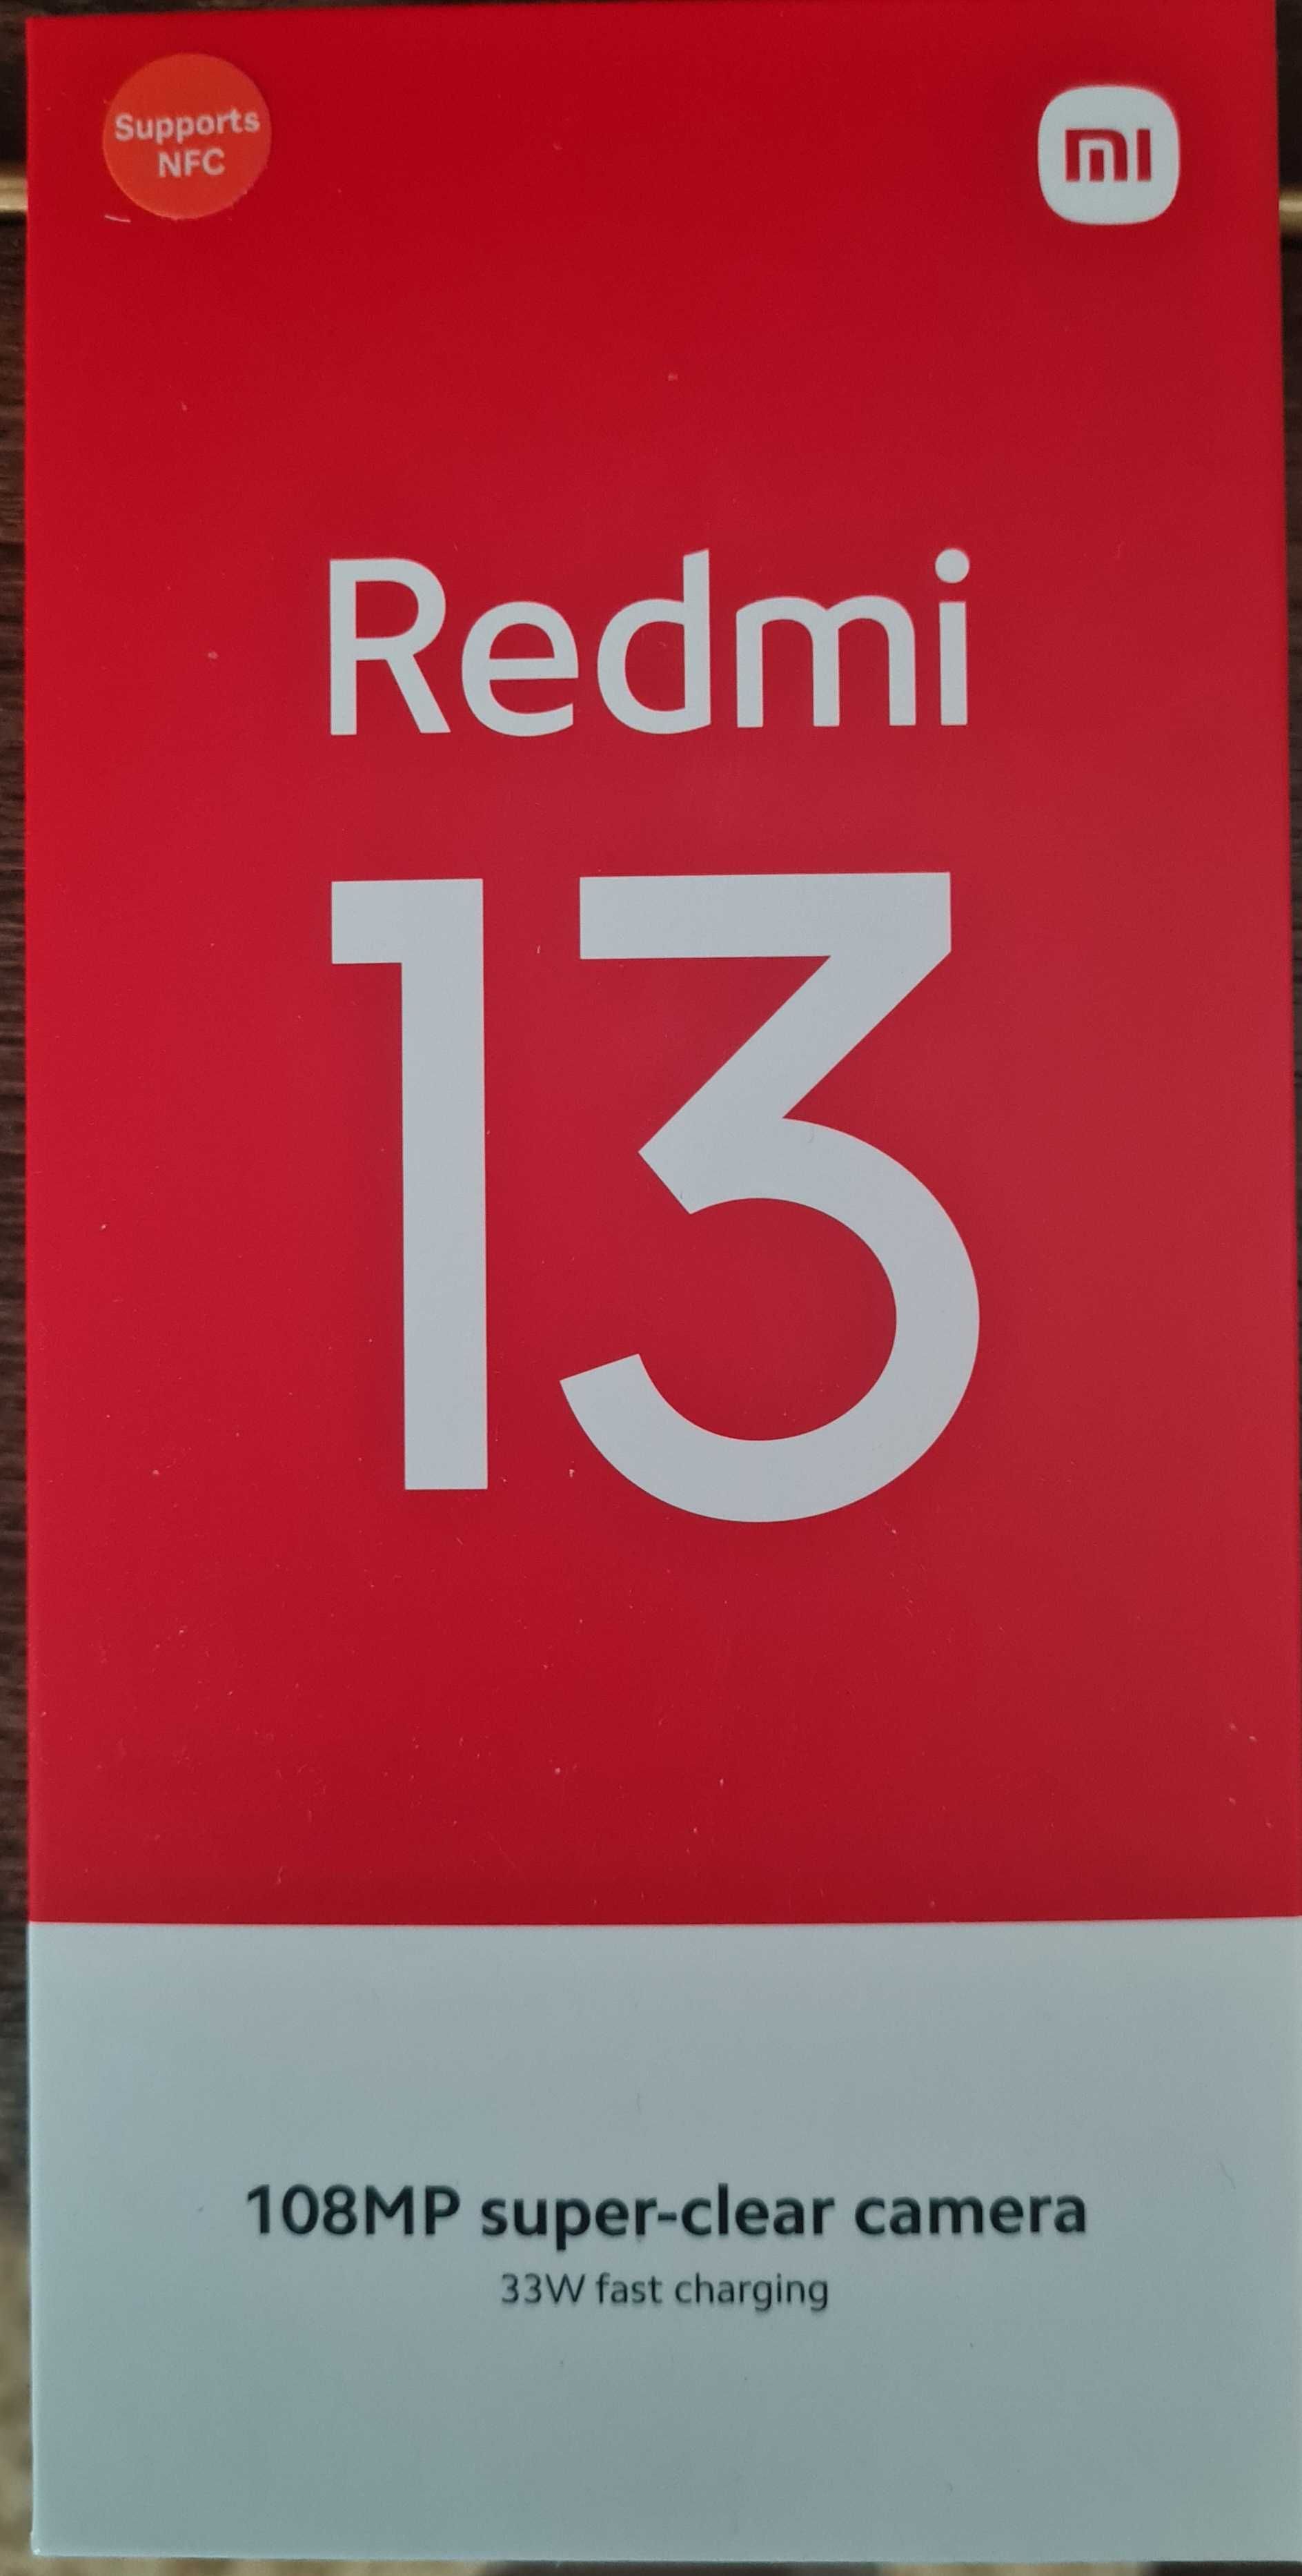 Supports
NFC
mi
Redmi
13
108MP super-clear camera
33W fast charging